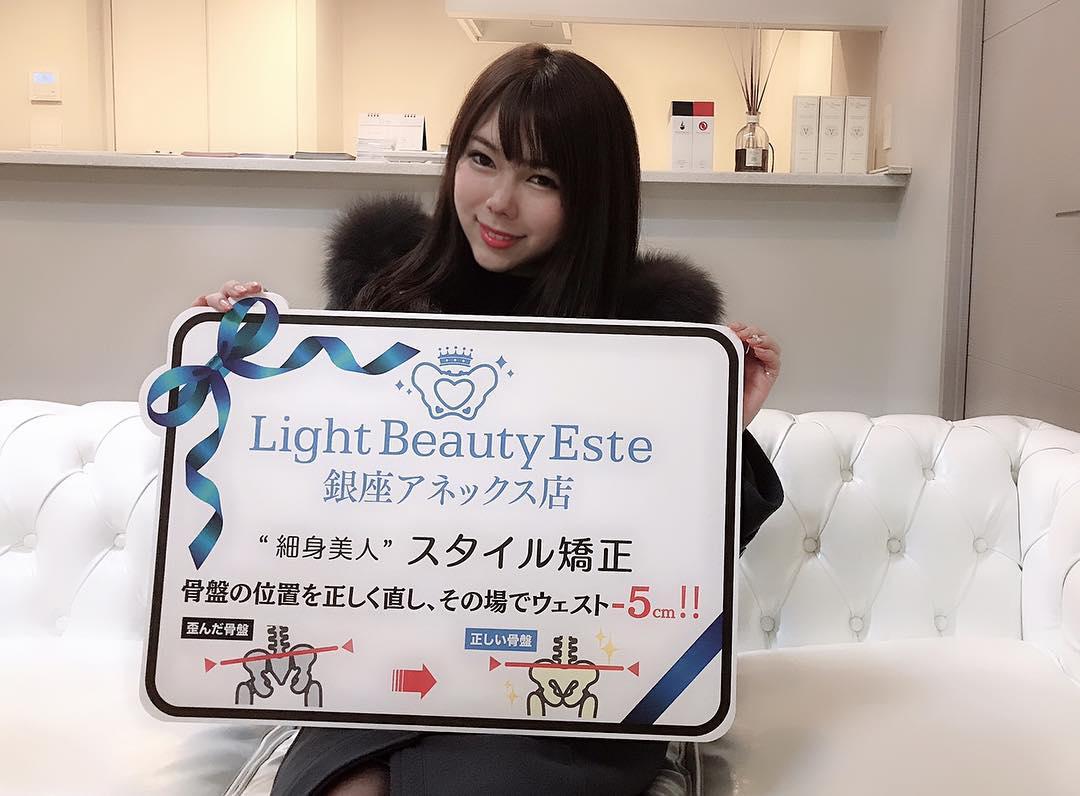 Light Beauty Este
銀座アネックス店
“細身美人” スタイル矯正
骨盤の位置を正しく直し、その場でウェスト-5cm!!
歪んだ骨盤
正しい骨盤